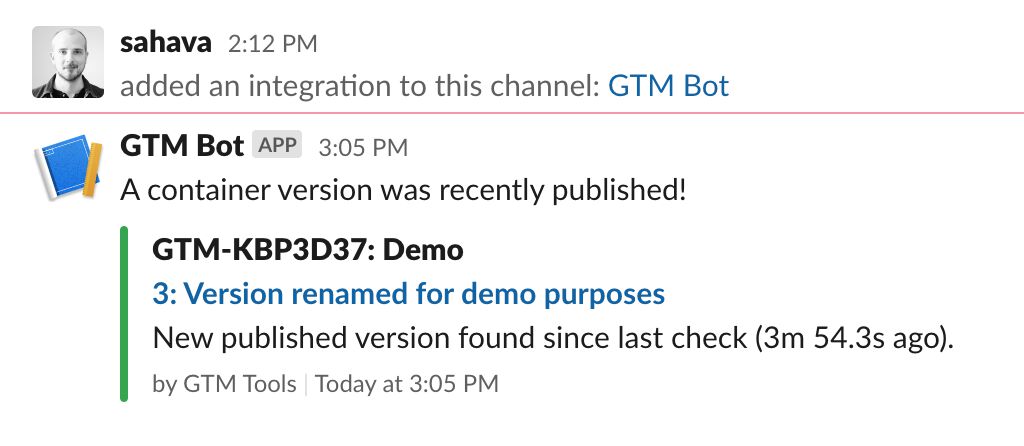 sahava 2:12 PM
added an integration to this channel: GTM Bot
GTM Bot APP 3:05 PM
A container version was recently published!
GTM-KBP3D37: Demo
3: Version renamed for demo purposes
New published version found since last check (3m 54.3s ago).
by GTM Tools | Today at 3:05 PM